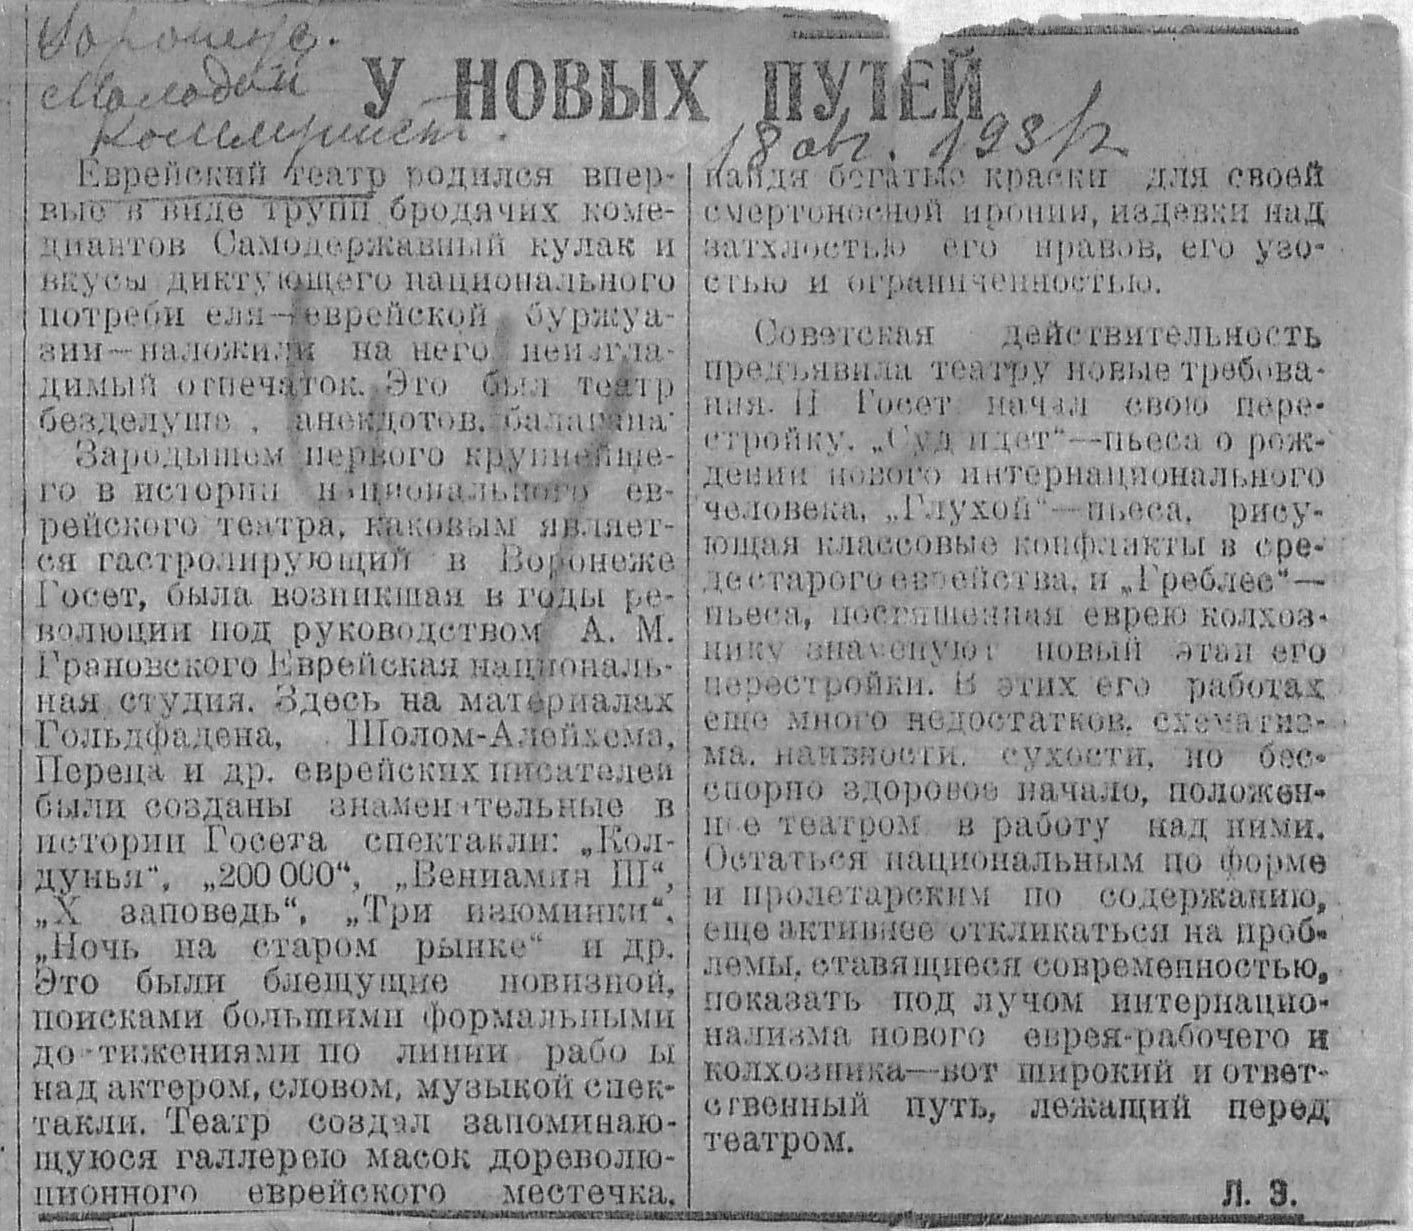 Воронеж.
Молодой
Коммунист.
18 авг. 1931 г.
У НОВЫХ ПУТЕЙ
Еврейский театр родился впер-
вые в виде трупп бродячих коме-
диантов Самодержавный кулак и
вкусы диктующего национального
потреби еля—еврейской буржуа-
зии—наложили на него неизгла-
димый отпечаток. Это был театр
безделуше , анекдотов, балагана
Зародышем первого крупнейше-
го в истории национального ев-
рейского театра, каковым являет-
ся гастролирующий в Воронеже
Госет, была возникшая в годы ре-
волюции под руководством А. М.
Грановского Еврейская националь-
ная студия. Здесь на материалах
Гольдфадена, Шолом-Алейхема,
Переца и др. еврейских писателей
были созданы знаменательные в
истории Госета спектакли: „Кол-
дунья“, „200 000“, „Вениамин III“,
„X заповедь“, „Три изюминки“,
„Ночь на старом рынке“ и др.
Это были блещущие новизной,
поисками большими формальными
до тижениями по линии рабо ы
над актером, словом, музыкой спек-
такли. Театр создал запоминаю-
щуюся галлерею масок дореволю-
ционного еврейского местечка,
найдя богатые краски для своей
смертоносной иронии, издевки над
затхлостью его нравов, его узо-
стью и ограниченностью.
Советская действительность
предъявила театру новые требова-
ния. И Госет начал свою пере-
стройку. „Суд идет“—пьеса о рож-
дении нового интернационального
человека, „Глухой“—пьеса, рису-
ющая классовые конфликты в сре-
де старого еврейства, и „Греблес“—
пьеса, посвященная еврею колхоз-
нику знаменуют новый этап его
перестройки. В этих его работах
еще много недостатков, схематиз-
ма, наивности, сухости, но бес-
спорно здоровое начало, положен-
ное театром в работу над ними.
Остаться национальным по форме
и пролетарским по содержанию,
еще активнее откликаться на проб-
лемы, ставящиеся современностью,
показать под лучом интернацио-
нализма нового еврея-рабочего и
колхозника—вот широкий и ответ-
ственный путь, лежащий перед
театром.
Л. Э.